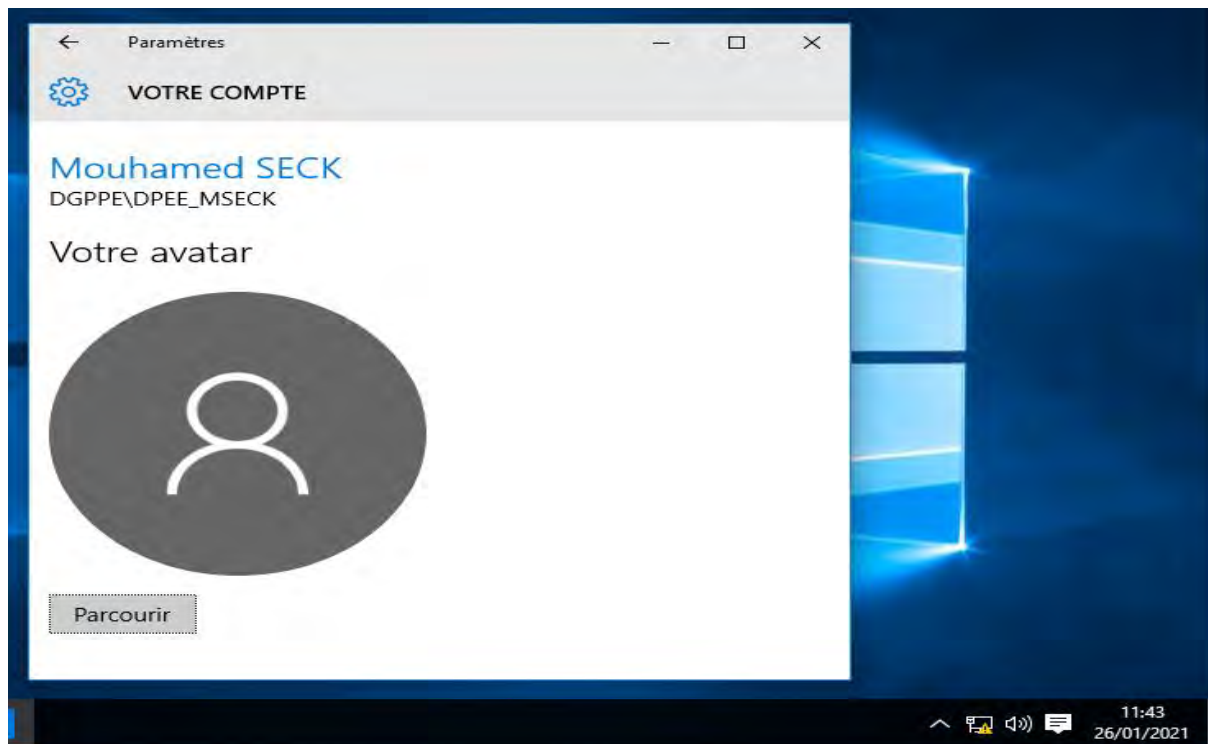 Paramètres
VOTRE COMPTE
Mouhamed SECK
DGPPE\DPEE_MSECK
Votre avatar
Parcourir
11:43
26/01/2021